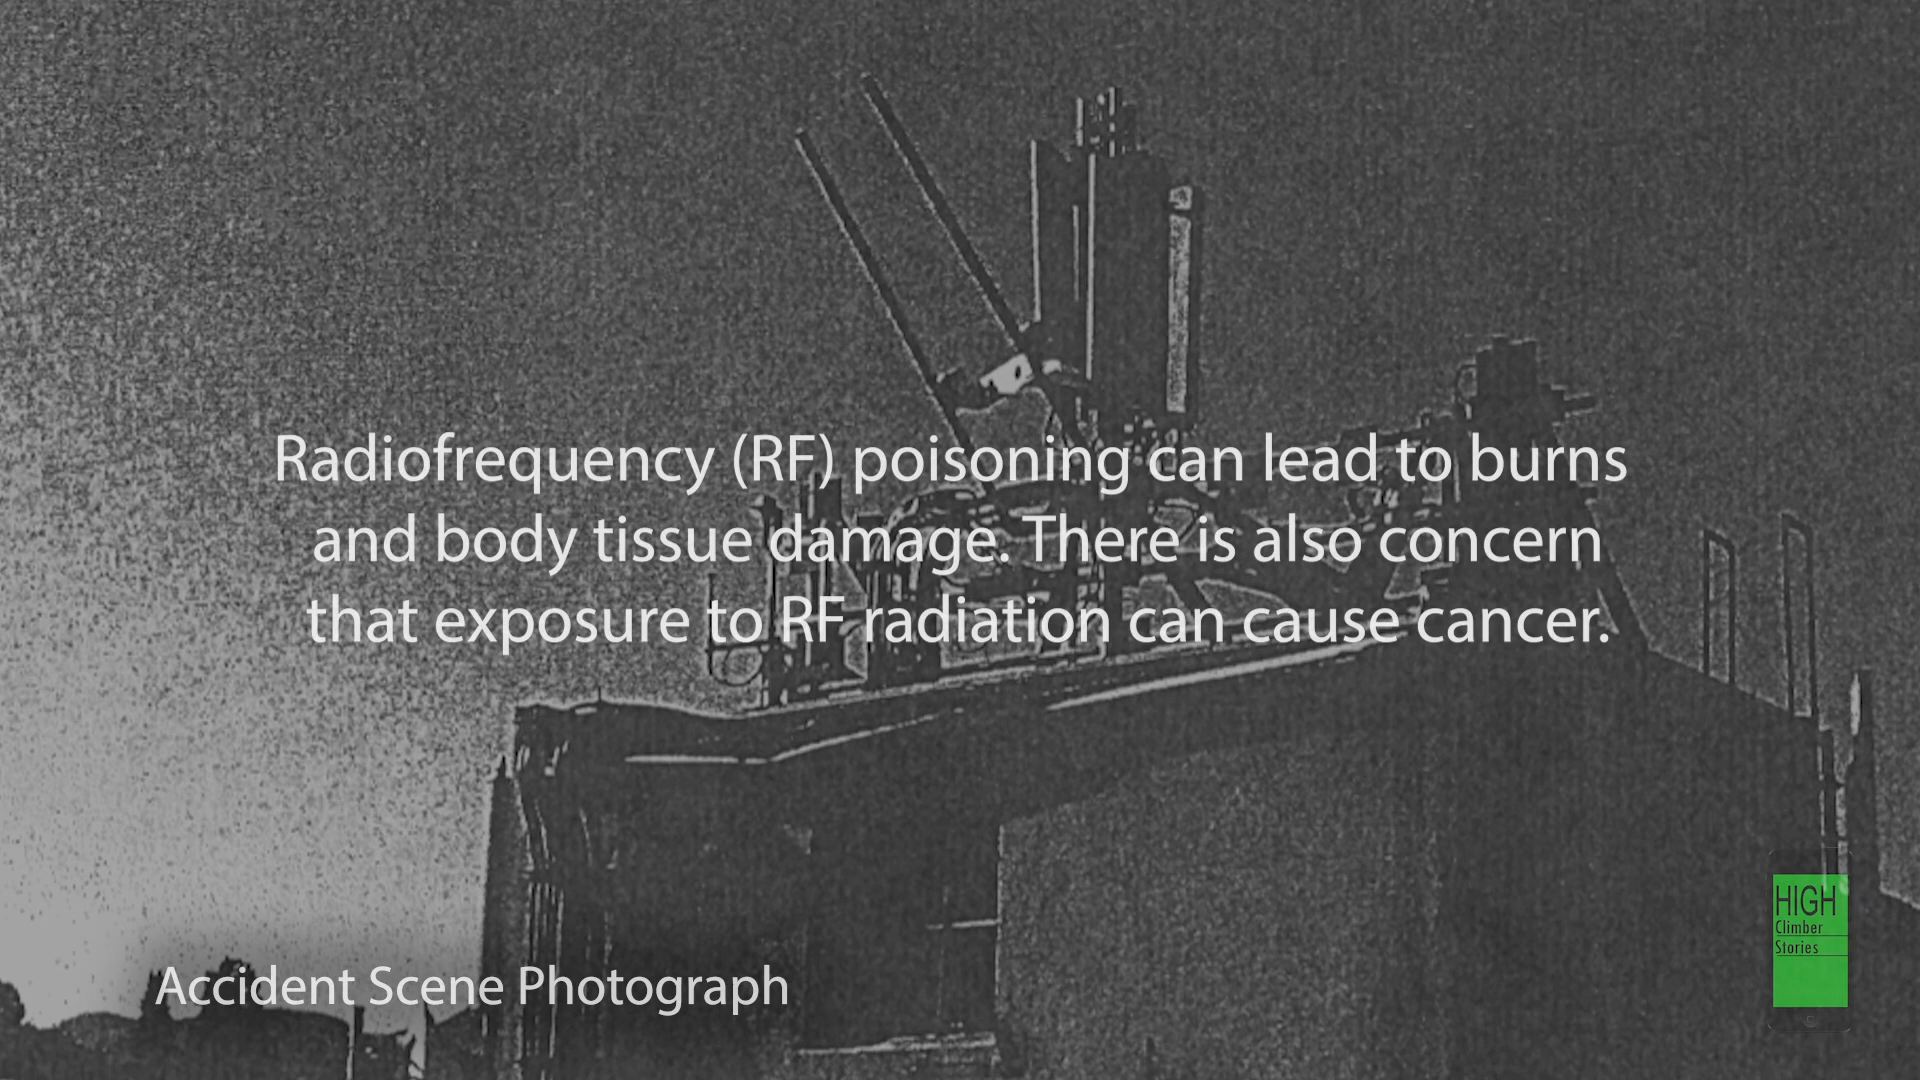 Radiofrequency (RF) poisoning can lead to burns
and body tissue damage. There is also concern
that exposure to RF radiation can cause cancer.
Accident Scene Photograph
HIGH
Climber
Stories